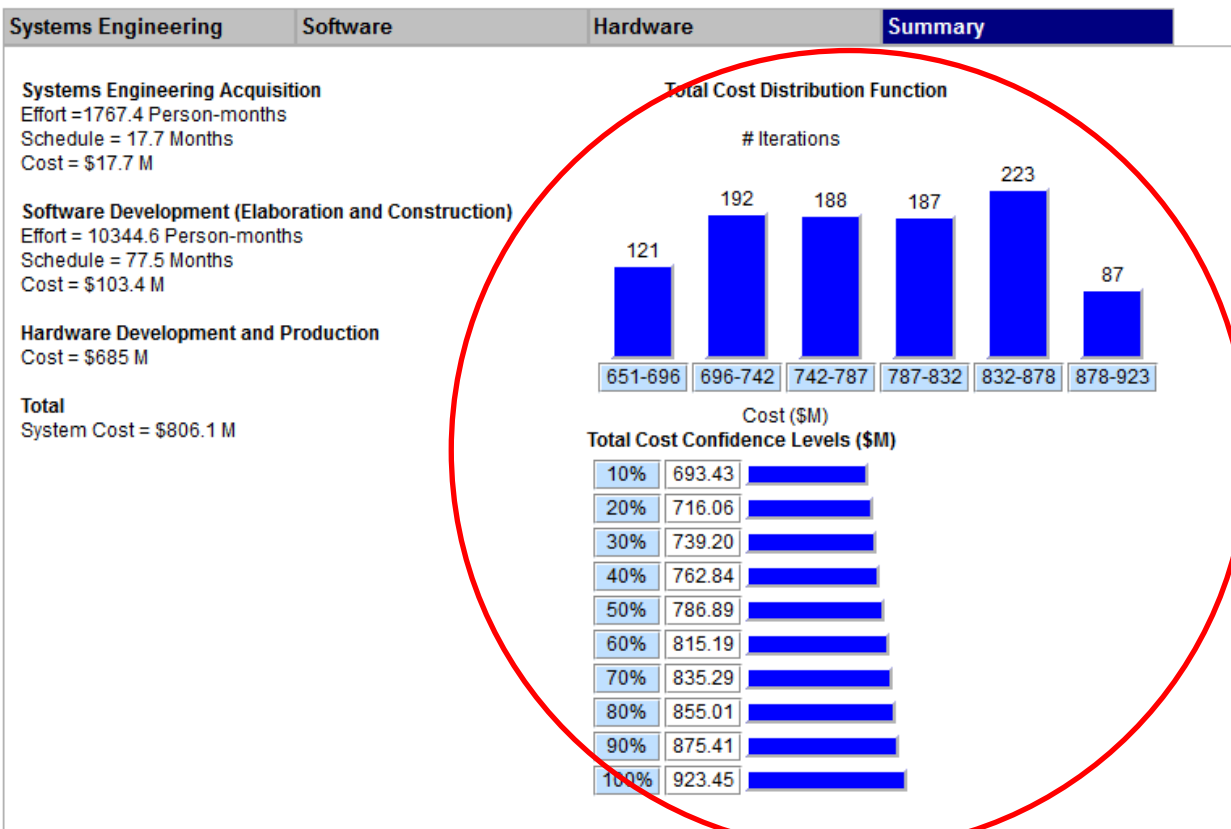 Systems Engineering Software Hardware Summary
Systems Engineering Acquisition
Effort =1767.4 Person-months
Schedule = 17.7 Months
Cost = $17.7 M
Software Development (Elaboration and Construction)
Effort = 10344.6 Person-months
Schedule = 77.5 Months
Cost = $103.4 M
Hardware Development and Production
Cost = $685 M
Total
System Cost = $806.1 M
Total Cost Distribution Function
# Iterations
121 192 188 187 223 87
651-696 696-742 742-787 787-832 832-878 878-923
Cost ($M)
Total Cost Confidence Levels ($M)
10% 693.43
20% 716.06
30% 739.20
40% 762.84
50% 786.89
60% 815.19
70% 835.29
80% 855.01
90% 875.41
100% 923.45